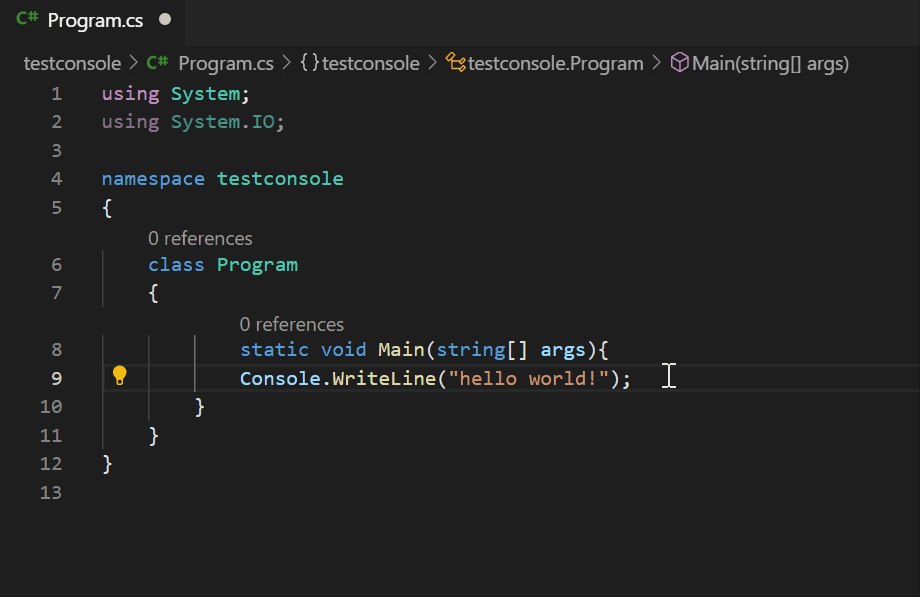 C# Program.cs
testconsole > C# Program.cs > {} testconsole > testconsole.Program > Main(string[] args)
1 using System;
2 using System.IO;
3
4 namespace testconsole
5 {
0 references
6 class Program
7 {
0 references
8 static void Main(string[] args){
9 Console.WriteLine("hello world!");
10 }
11 }
12 }
13